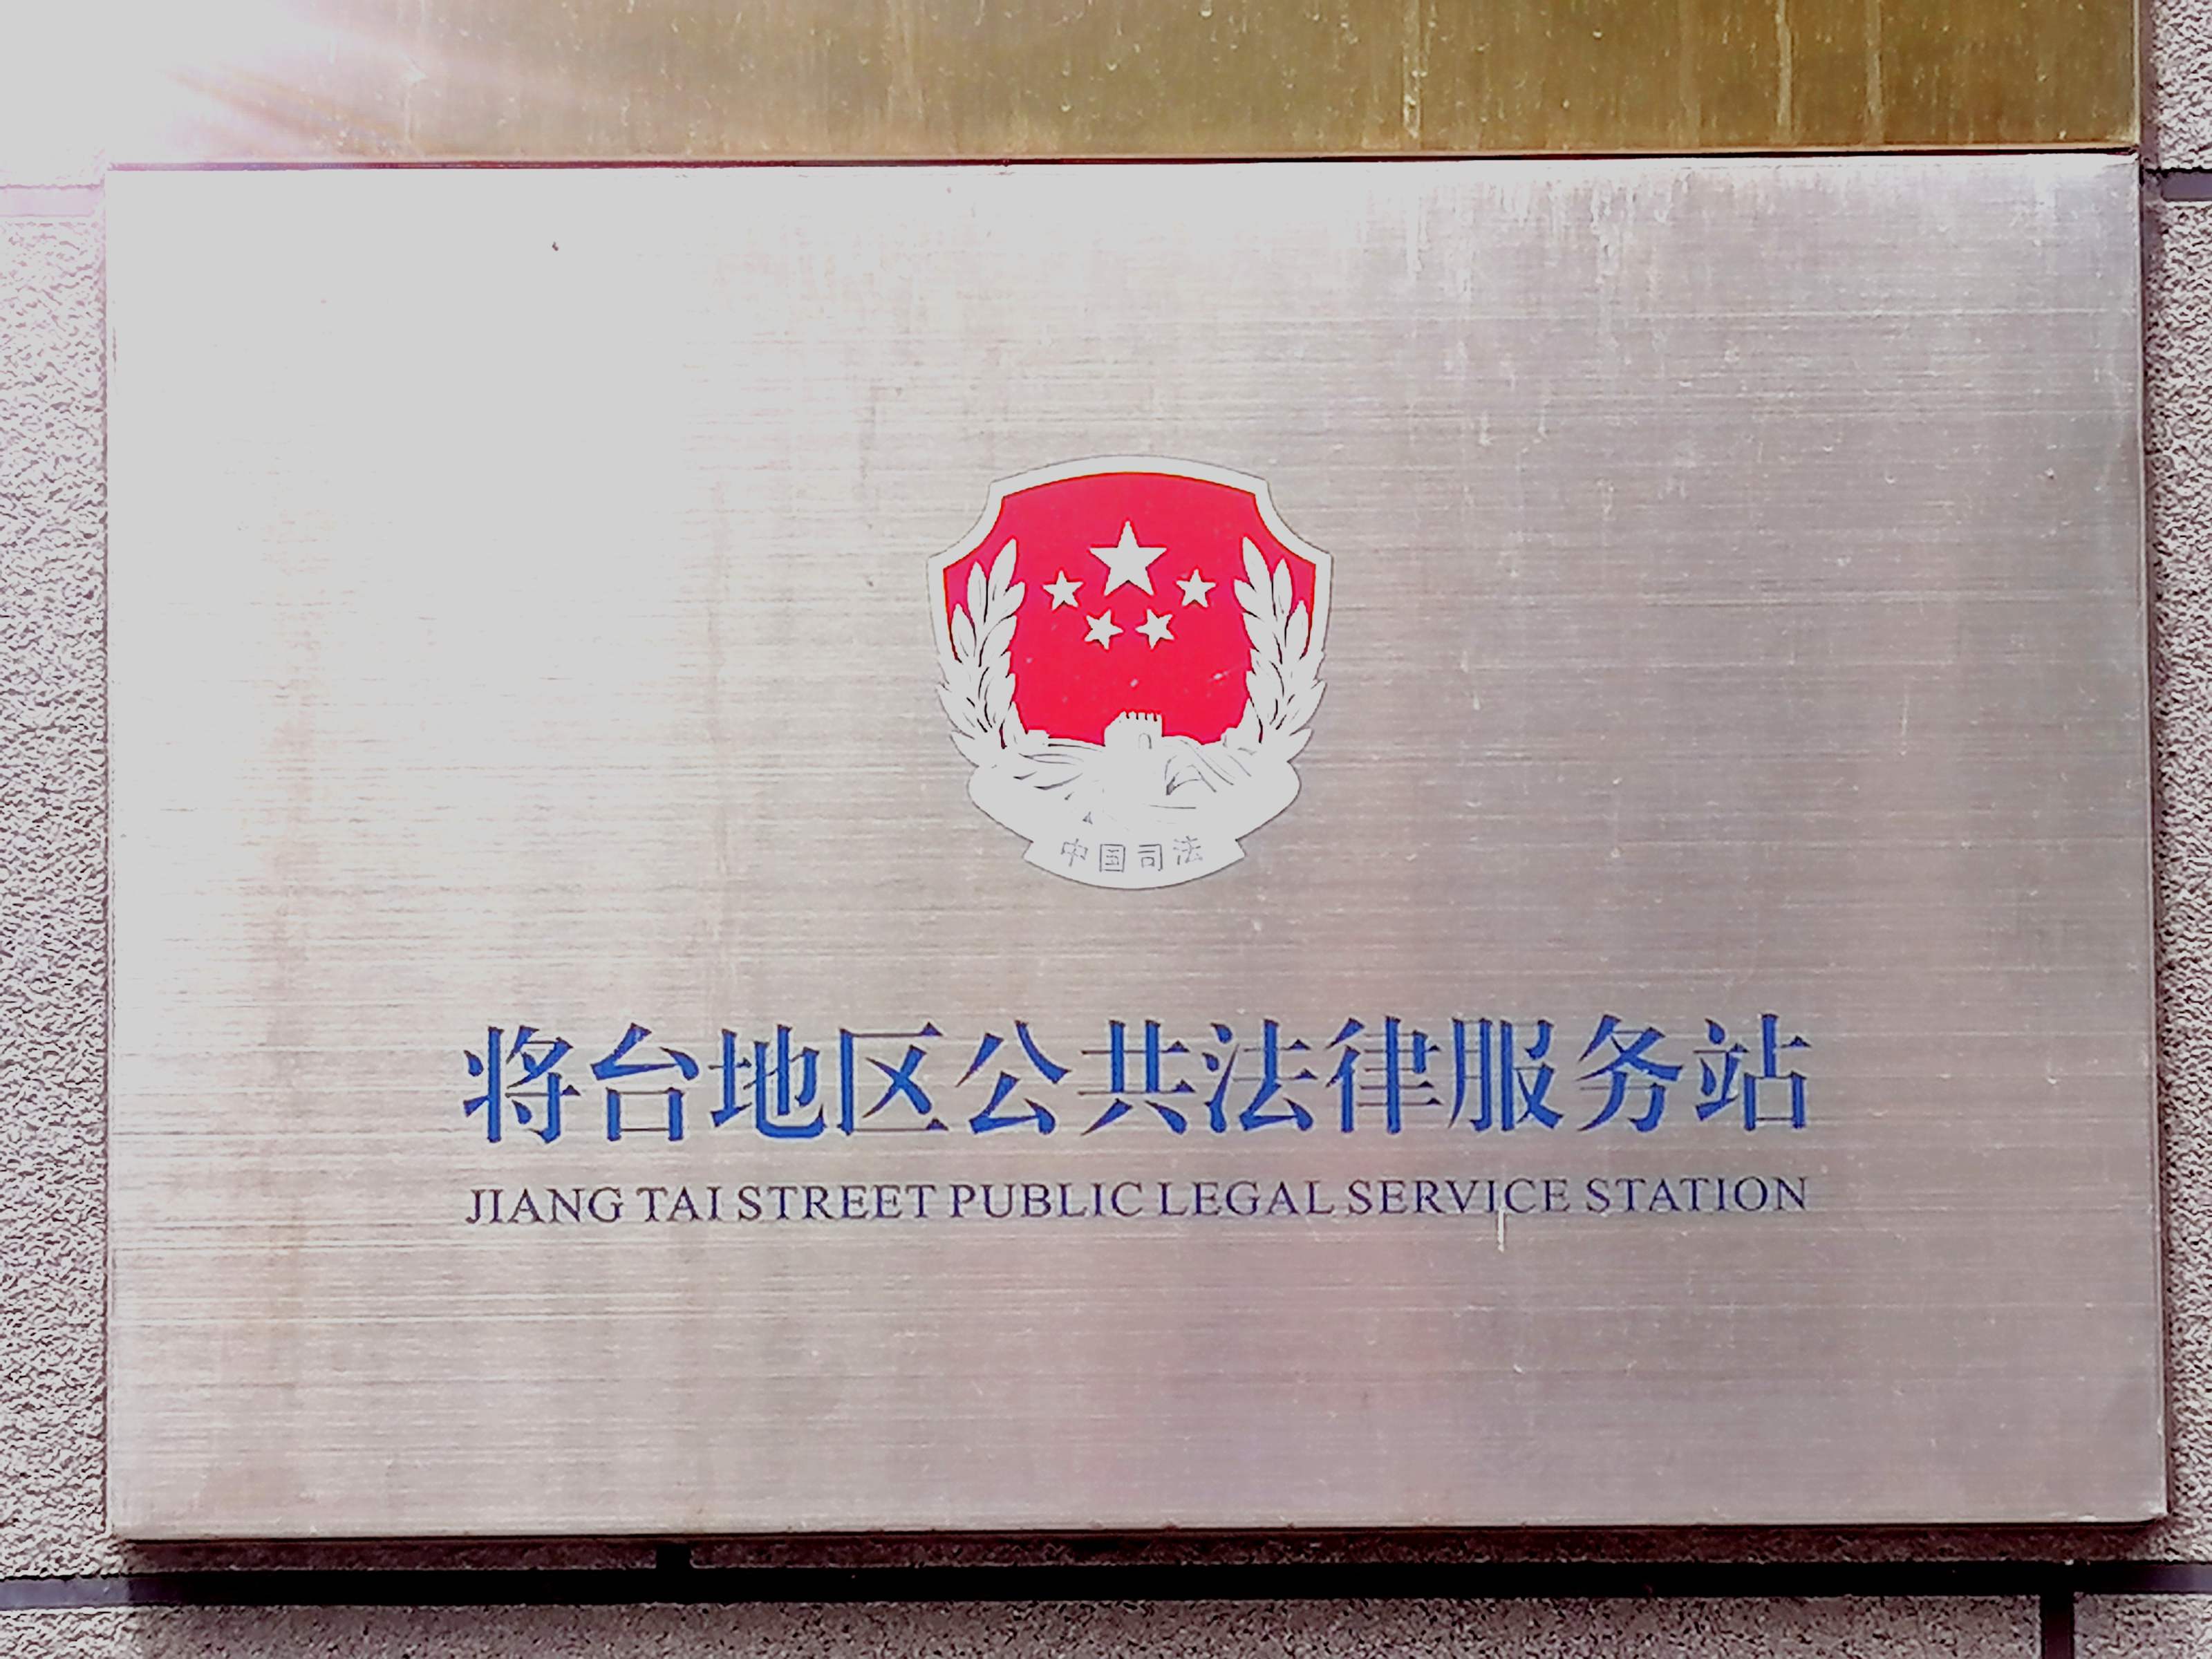 中国司法
将台地区公共法律服务站
JIANG TAI STREET PUBLIC LEGAL SERVICE STATION